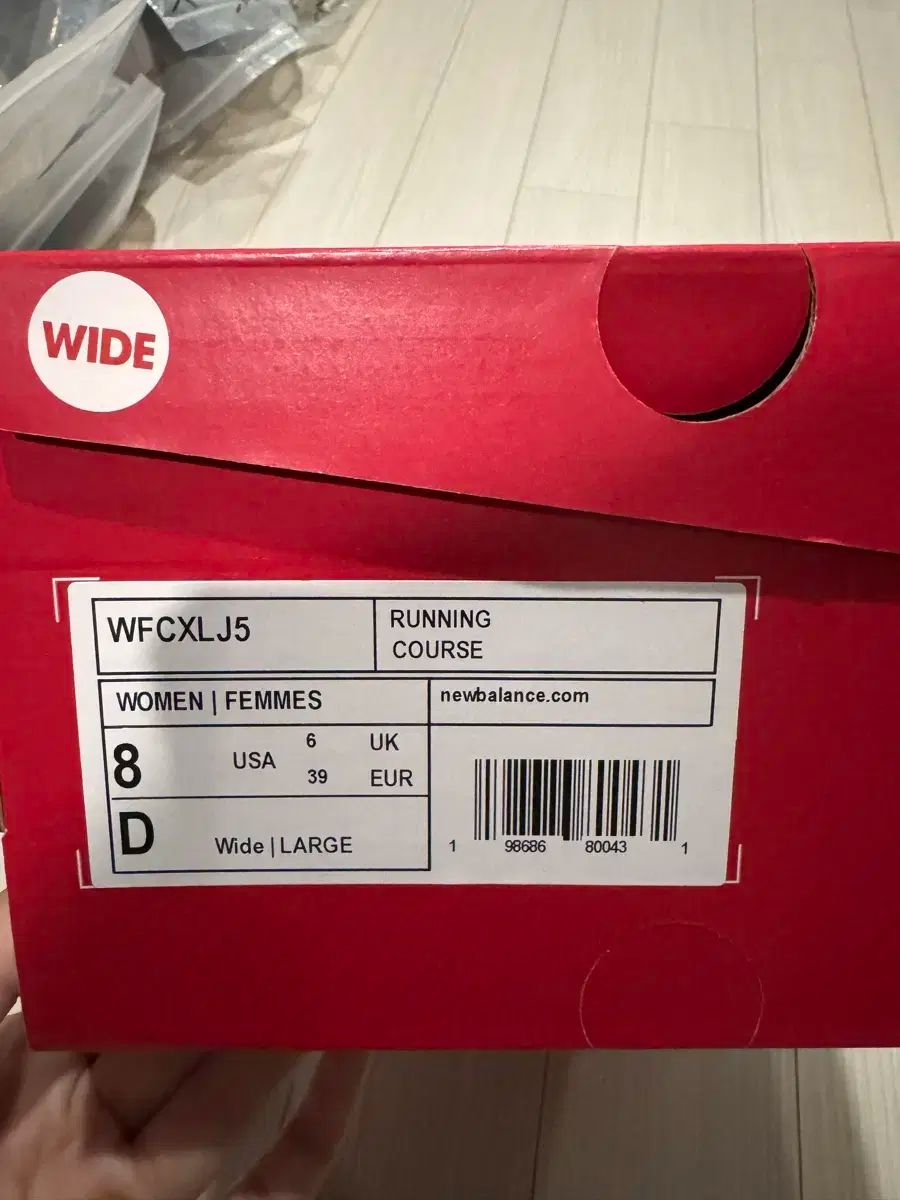 WIDE
WFCXLJ5
RUNNING
COURSE
WOMEN | FEMMES
newbalance.com
8 USA 6 UK
39 EUR
D Wide | LARGE
1 98686 80043 1